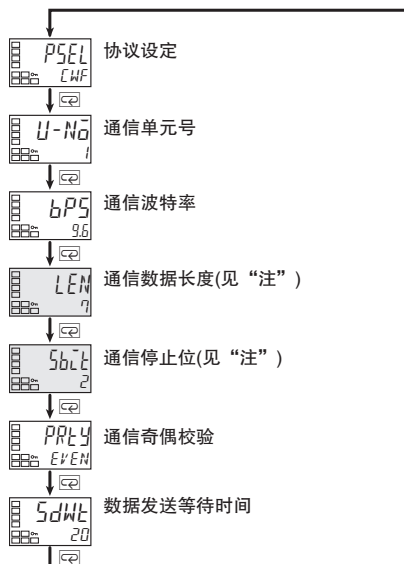 PSEL 协议设定
CWF
U-No 通信单元号
1
bPS 通信波特率
9.6
LEN 通信数据长度(见“注”)
7
Sbit 通信停止位(见“注”)
2
PRtY 通信奇偶校验
EVEN
SdWt 数据发送等待时间
20